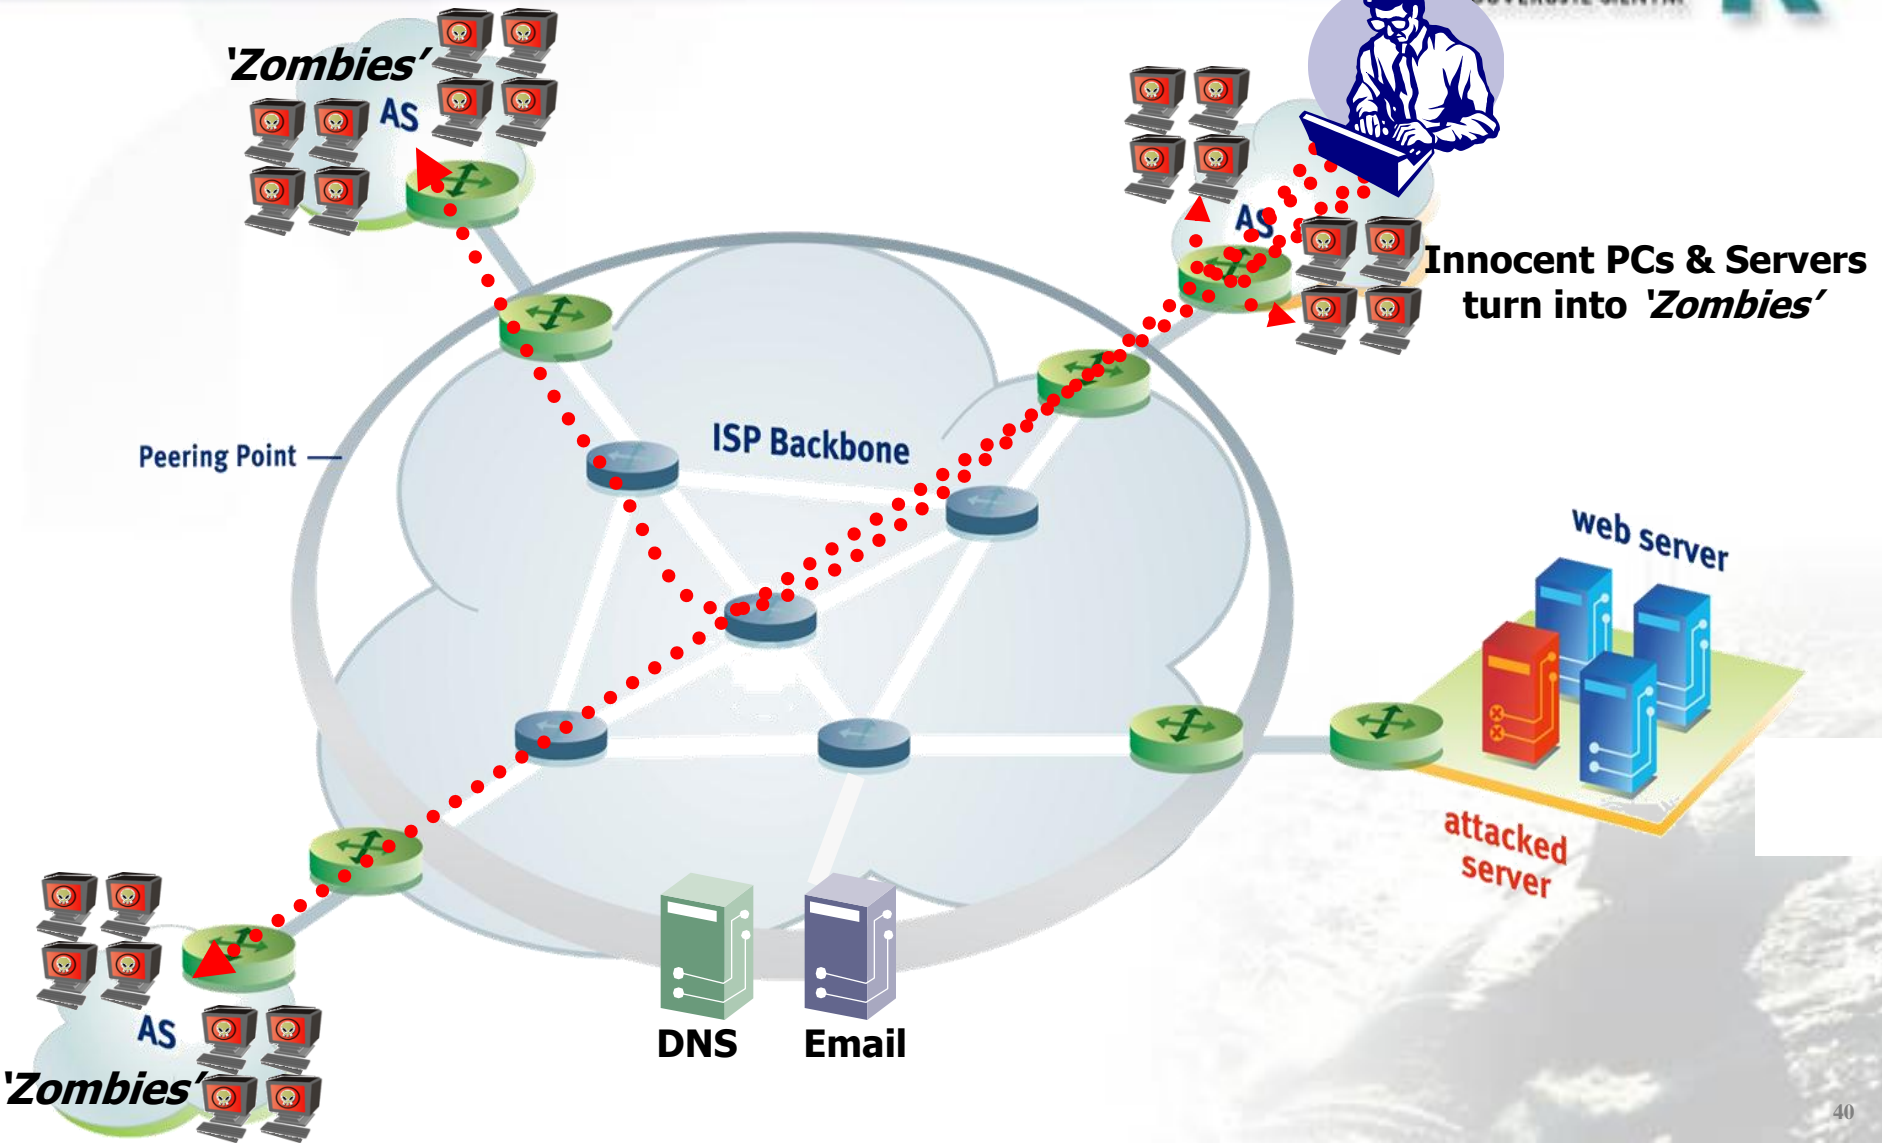 ‘Zombies’
AS
AS
Innocent PCs & Servers
turn into ‘Zombies’
ISP Backbone
Peering Point
web server
attacked
server
DNS
Email
AS
‘Zombies’
40